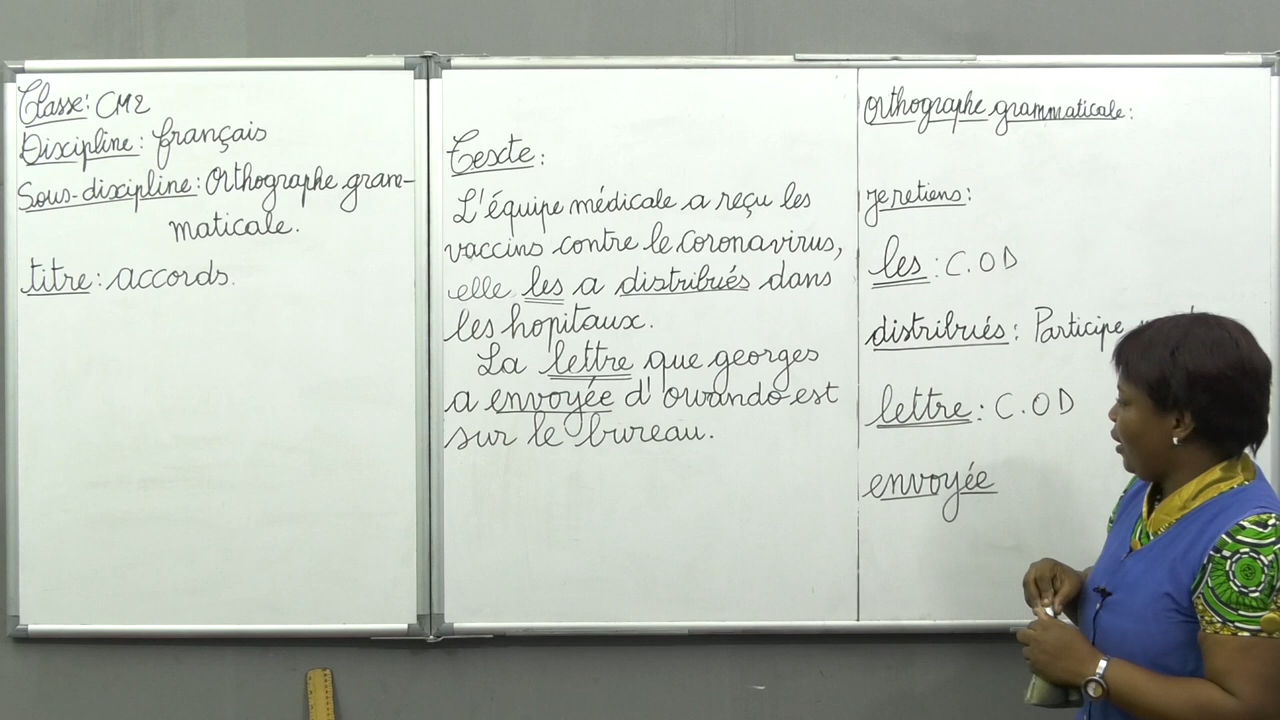 Classe: CM2
Discipline: français
Sous-discipline: Orthographe gram-
maticale.
titre: accords.
Texte:
L'équipe médicale a reçu les
vaccins contre le coronavirus,
elle les a distribués dans
les hopitaux.
La lettre que georges
a envoyée d'owando est
sur le bureau.
Orthographe grammaticale:
je retiens:
les: C.OD
distribués: Participe
lettre: C.OD
envoyée